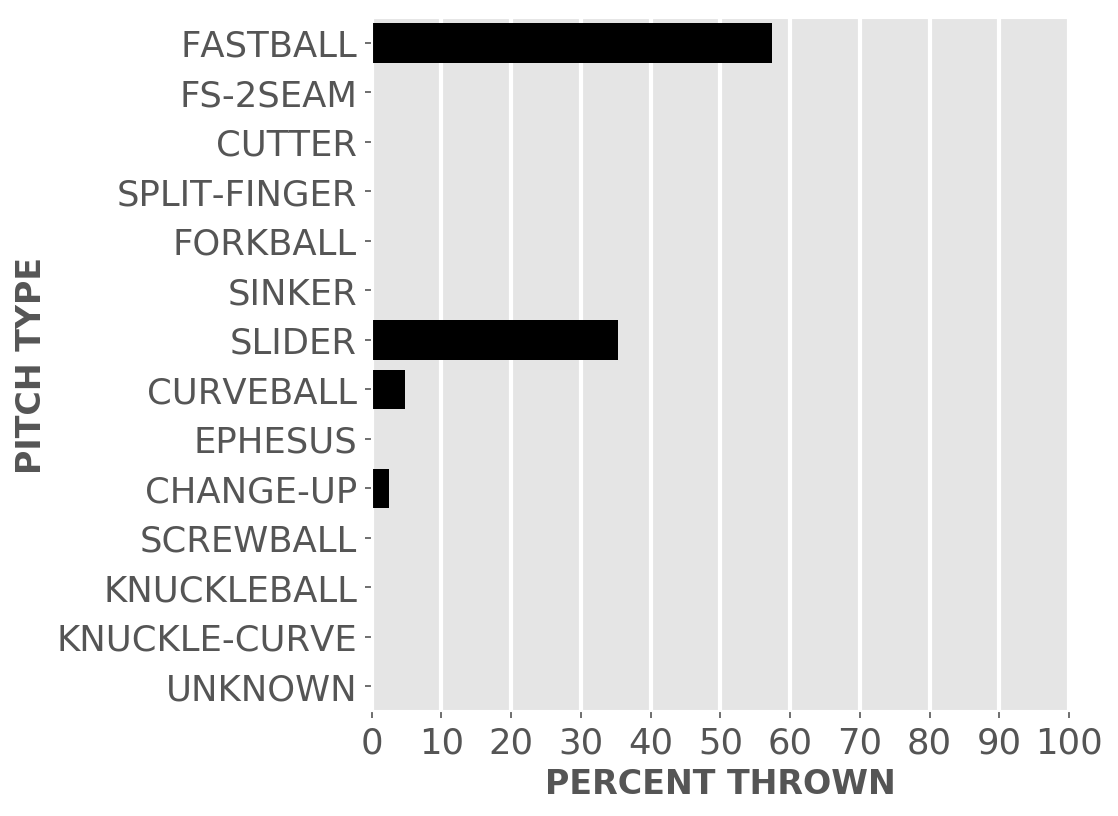 FASTBALL
FS-2SEAM
CUTTER
SPLIT-FINGER
FORKBALL
SINKER
SLIDER
CURVEBALL
EPHESUS
CHANGE-UP
SCREWBALL
KNUCKLEBALL
KNUCKLE-CURVE
UNKNOWN
PITCH TYPE
0 10 20 30 40 50 60 70 80 90 100
PERCENT THROWN